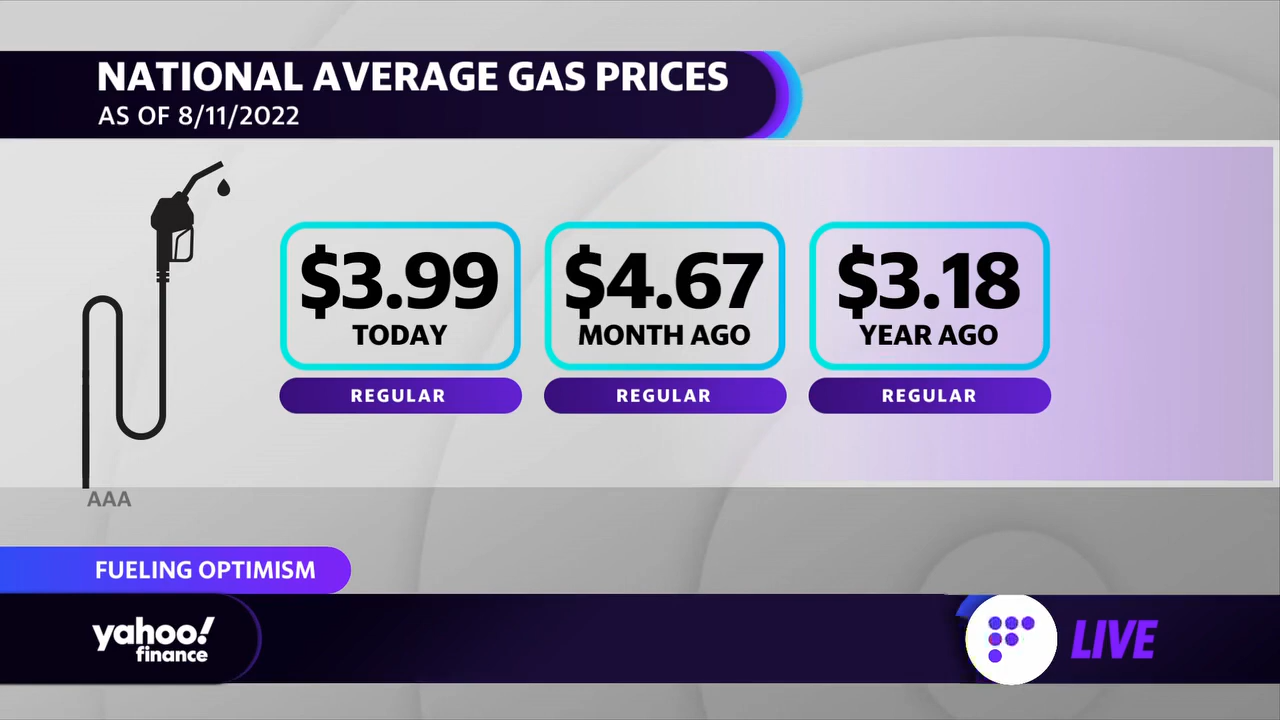 NATIONAL AVERAGE GAS PRICES
AS OF 8/11/2022
$3.99
TODAY
REGULAR
$4.67
MONTH AGO
REGULAR
$3.18
YEAR AGO
REGULAR
AAA
FUELING OPTIMISM
yahoo!
finance
LIVE